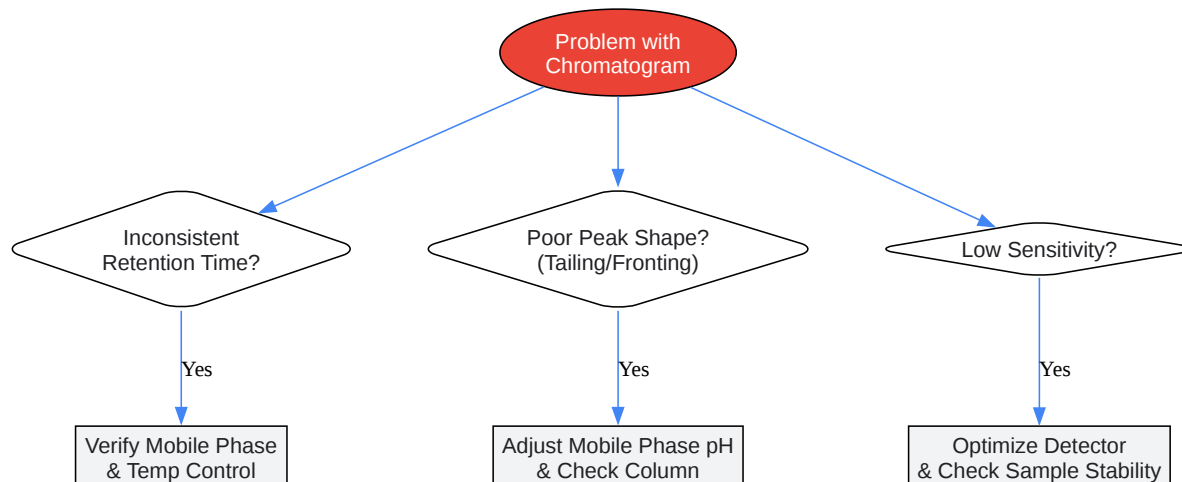 Problem with
Chromatogram
Inconsistent
Retention Time?
Poor Peak Shape?
(Tailing/Fronting)
Low Sensitivity?
Yes
Yes
Yes
Verify Mobile Phase
& Temp Control
Adjust Mobile Phase pH
& Check Column
Optimize Detector
& Check Sample Stability